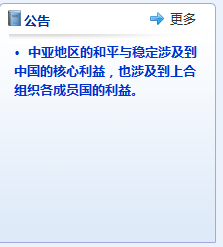 公告 更多
• 中亚地区的和平与稳定涉及到
中国的核心利益，也涉及到上合
组织各成员国的利益。